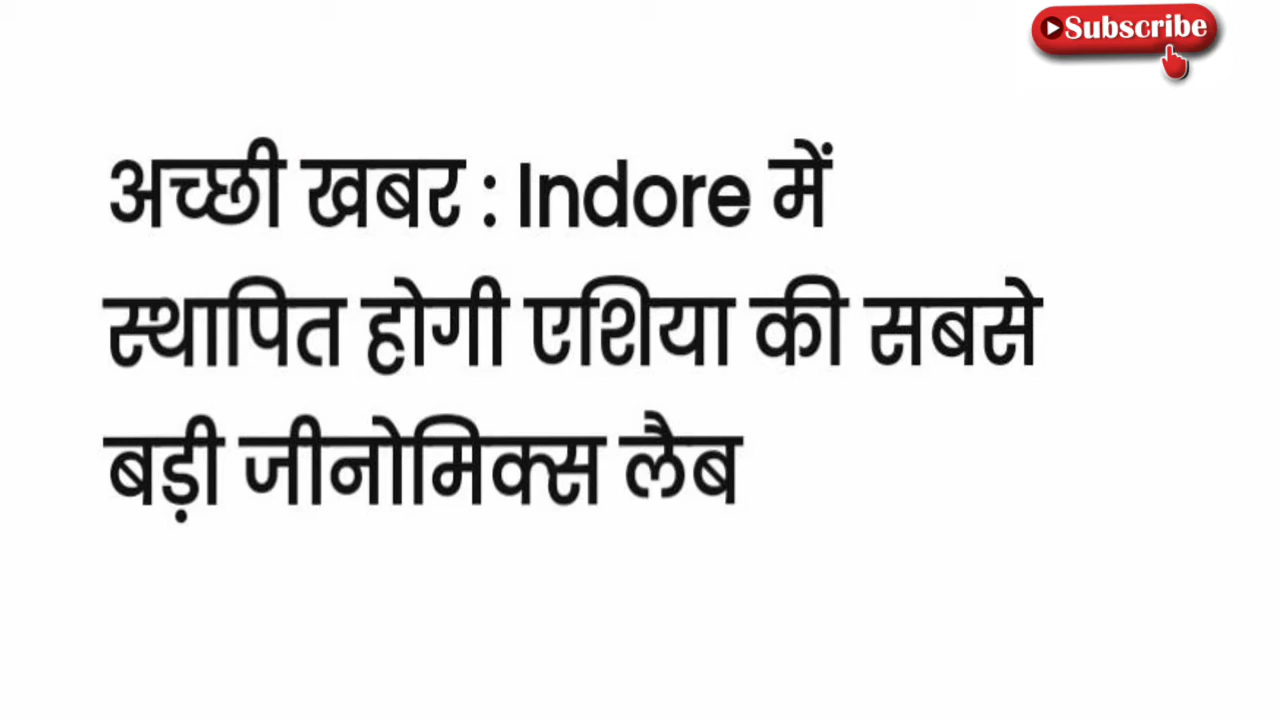 Subscribe
अच्छी खबर : Indore में
स्थापित होगी एशिया की सबसे
बड़ी जीनोमिक्स लैब